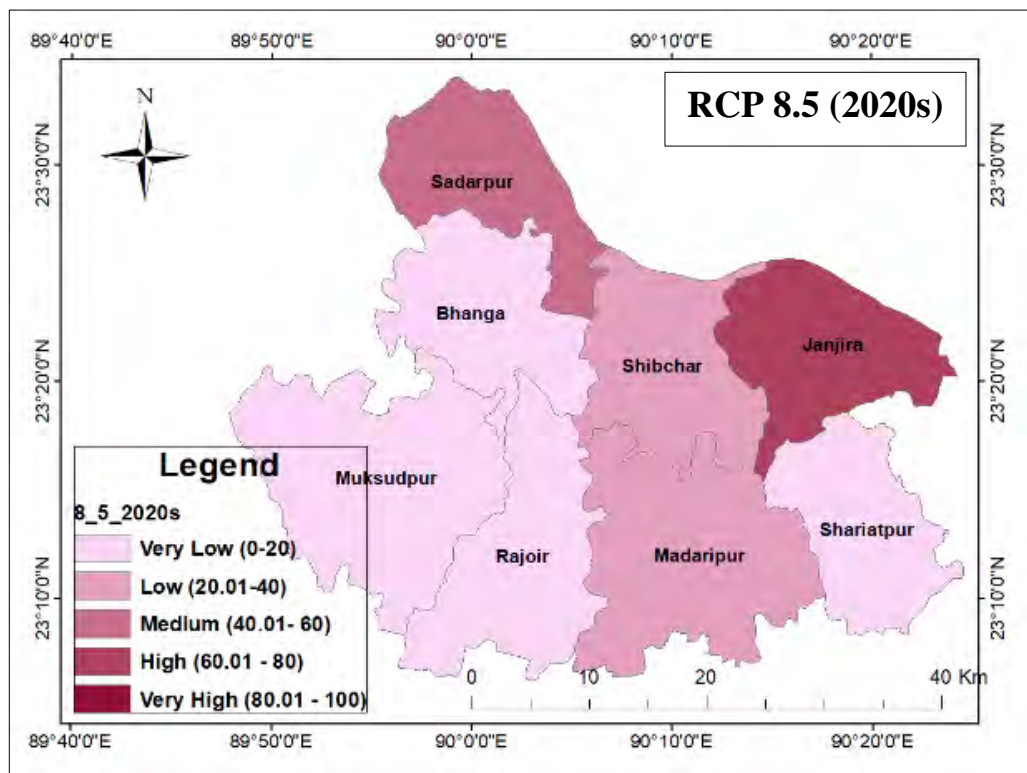 89°40'0"E 89°50'0"E 90°0'0"E 90°10'0"E 90°20'0"E
N
RCP 8.5 (2020s)
23°30'0"N
23°30'0"N
Sadarpur
Bhanga
Shibchar
Janjira
23°20'0"N
23°20'0"N
Muksudpur
Rajoir
Madaripur
Shariatpur
23°10'0"N
23°10'0"N
Legend
8_5_2020s
Very Low (0-20)
Low (20.01-40)
Medium (40.01- 60)
High (60.01 - 80)
Very High (80.01 - 100)
0 10 20 40 Km
89°40'0"E 89°50'0"E 90°0'0"E 90°10'0"E 90°20'0"E